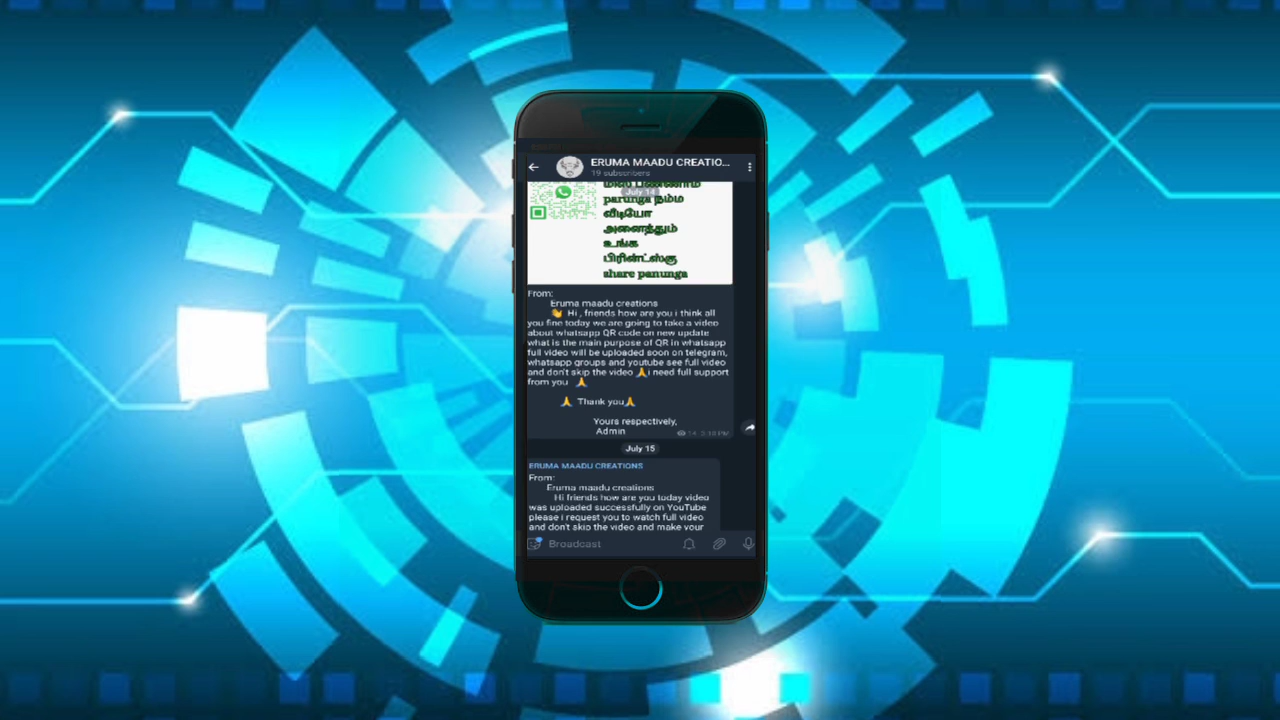 ERUMA MAADU CREATIO...
19 subscribers
July 14
parunga நம்ம
வீடியோ
அனைத்தும்
உங்க
பிரின்ட்ஸ்கு
share panunga
From:
Eruma maadu creations
👋 Hi , friends how are you i think all
you fine today we are going to take a video
about whatsapp QR code on new update
what is the main purpose of QR in whatsapp
full video will be uploaded soon on telegram,
whatsapp groups and youtube see full video
and don't skip the video 🙏i need full support
from you 🙏
🙏 Thank you🙏
Yours respectively,
Admin
14 3:10 PM
July 15
ERUMA MAADU CREATIONS
From:
Eruma maadu creations
Hi friends how are you today video
was uploaded successfully on YouTube
please i request you to watch full video
and don't skip the video and make your
Broadcast